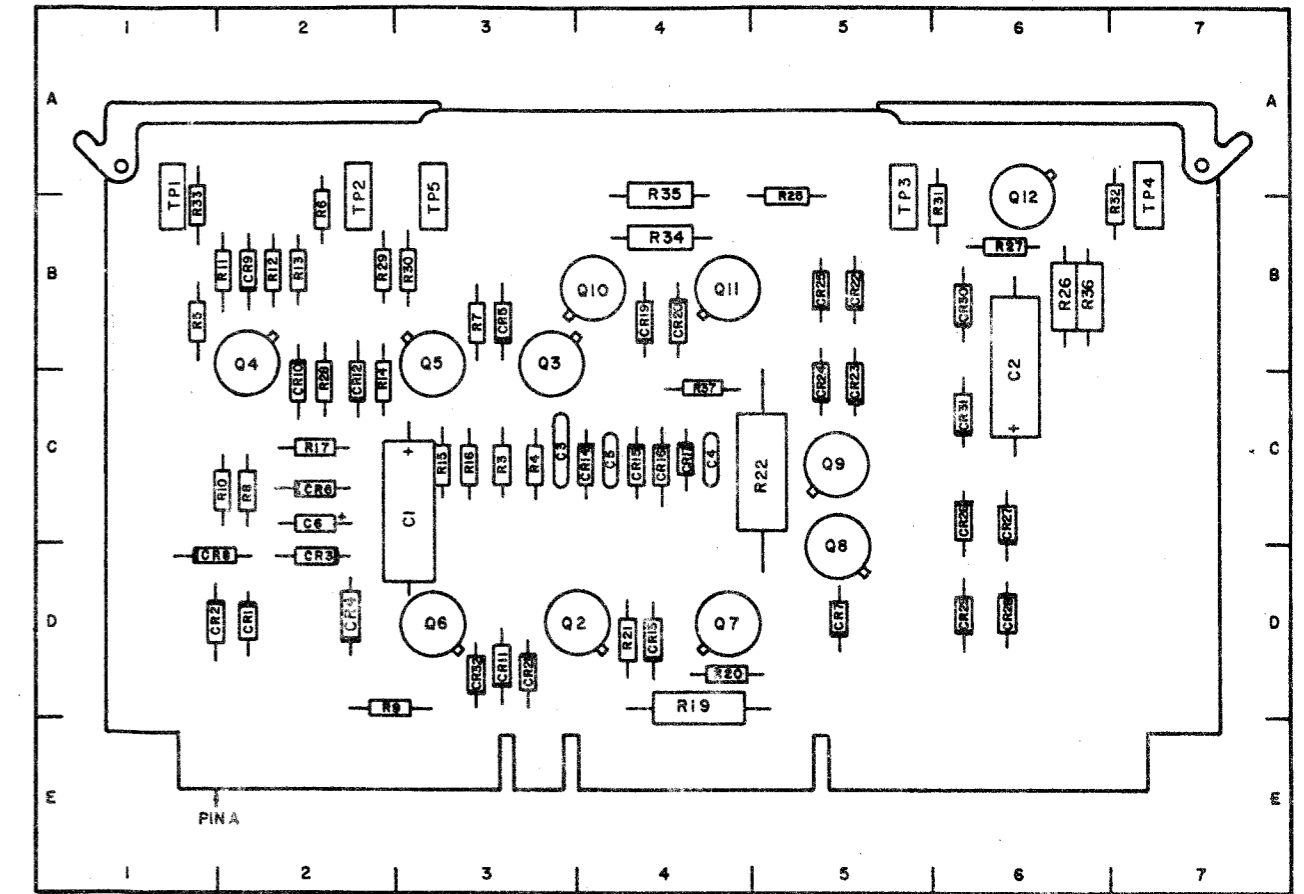 1 2 3 4 5 6 7
A A
TP1 R33 R6 TP2 TP5 R35 TP3 R31 Q12 R32 TP4
R34 R27
B B
R11 CR9 R12 R13 R29 R30 Q10 Q11 CR22 CR30 R26 R36
R5 R7 CR5 CR19 CR20
Q4 Q5 Q3 C2
CR10 R28 CR12 R14 R37 CR24 CR23 CR31
+
C C
R17 + R15 R16 R3 R4 C3 CR14 C5 CR15 CR16 CR17 C4 R22 Q9
R10 R8 CR6
C6 + C1 CR26 CR27
Q8
CR8 CR3
D D
CR2 CR1 CR4 Q6 Q2 R21 CR13 Q7 CR7
CR32 CR11 R20
R9 R19
E E
PIN A
1 2 3 4 5 6 7